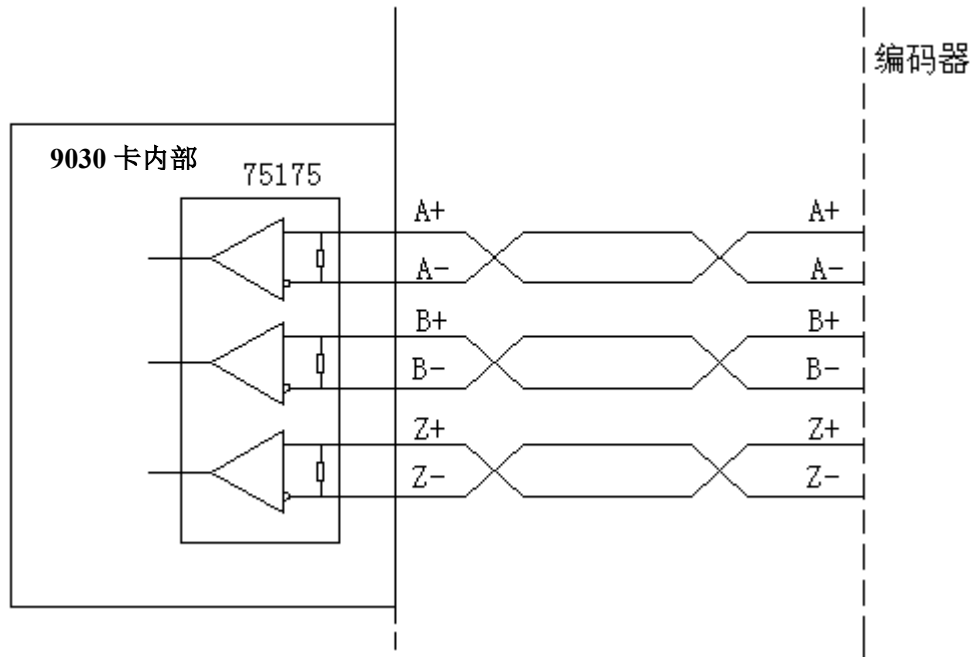 编码器
9030 卡内部
75175
A+ A+
A- A-
B+ B+
B- B-
Z+ Z+
Z- Z-